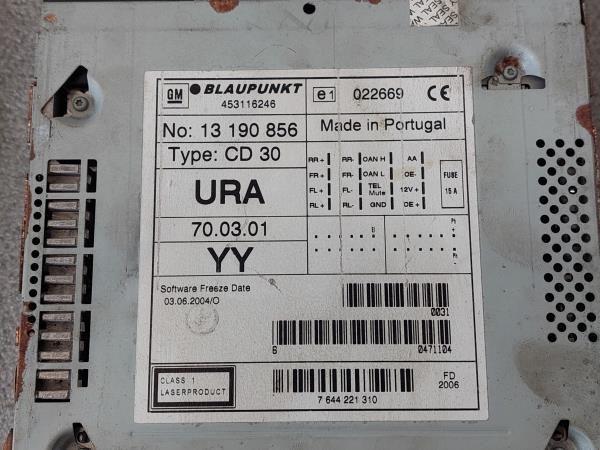 GM BLAUPUNKT
453116246
e1 022669 CE
No: 13 190 856
Made in Portugal
Type: CD 30
RR+ RR- CAN H AA
FR+ FR- CAN L OE-
FL+ FL- TEL Mute 12V+
RL+ RL- GND OE+
FUSE
15 A
URA
70.03.01
YY
Software Freeze Date
03.06.2004/O
0031
6 0471104
CLASS 1
LASERPRODUCT
7 644 221 310
FD
2006